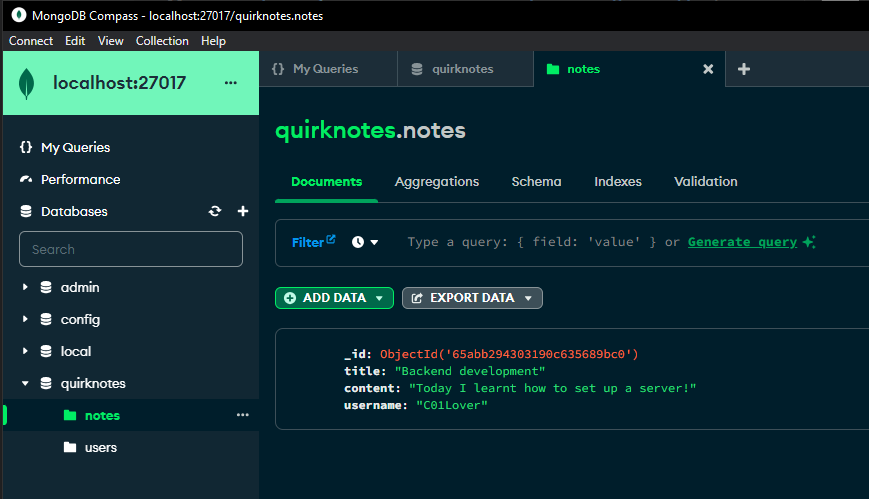 MongoDB Compass - localhost:27017/quirknotes.notes
Connect Edit View Collection Help
localhost:27017 ...
My Queries
Performance
Databases
Search
admin
config
local
quirknotes
notes ...
users
{} My Queries
quirknotes
notes
quirknotes.notes
Documents Aggregations Schema Indexes Validation
Filter Type a query: { field: 'value' } or Generate query
ADD DATA EXPORT DATA
_id: ObjectId('65abb294303190c635689bc0')
title: "Backend development"
content: "Today I learnt how to set up a server!"
username: "C01Lover"